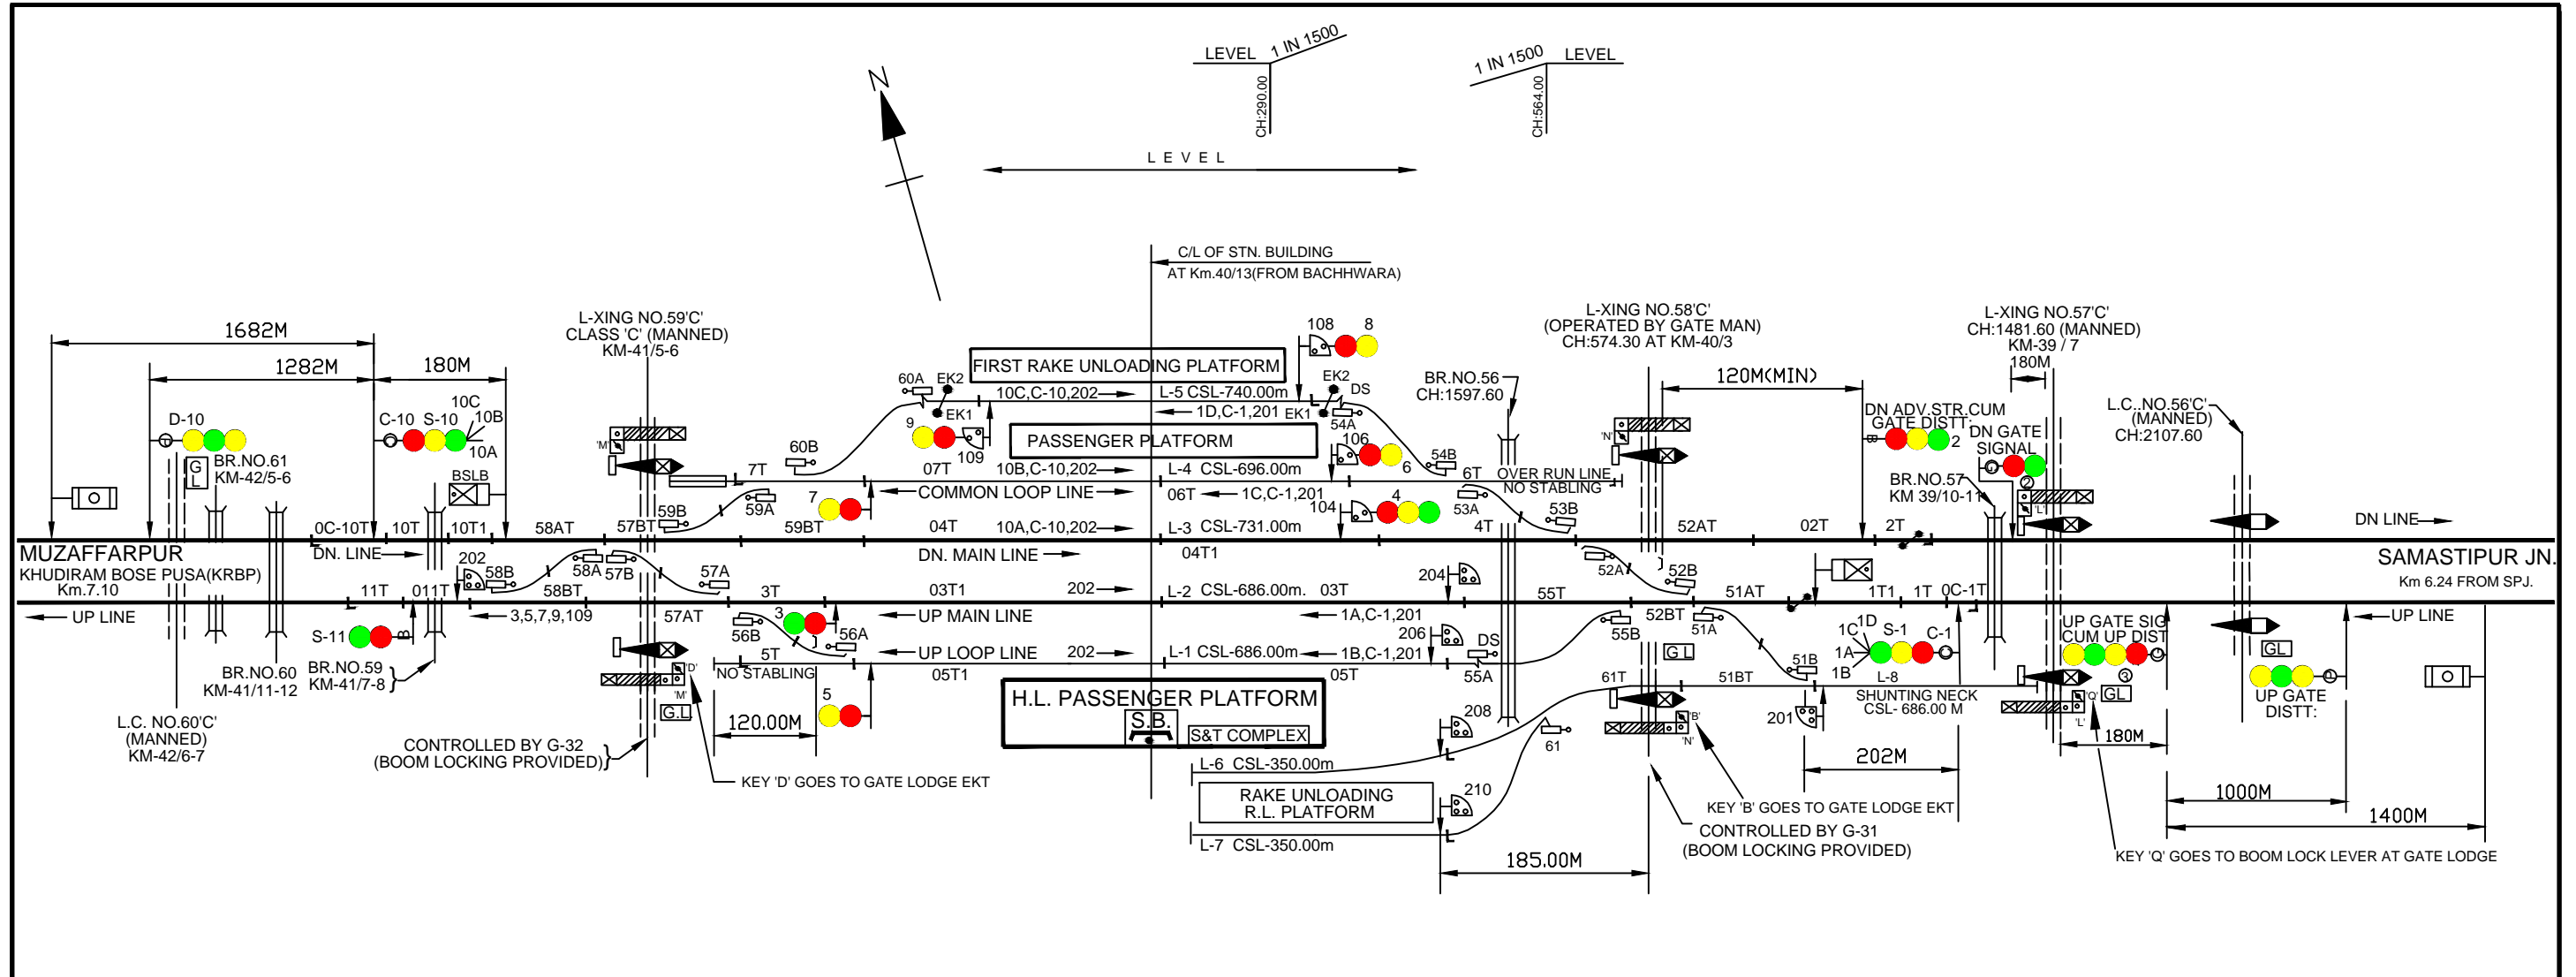 LEVEL
1 IN 1500
CH:290.00
1 IN 1500
LEVEL
CH:564.00
N
L E V E L
C/L OF STN. BUILDING
AT Km.40/13(FROM BACHHWARA)
1682M
1282M
180M
L-XING NO.59'C'
CLASS 'C' (MANNED)
KM-41/5-6
FIRST RAKE UNLOADING PLATFORM
108
8
L-XING NO.58'C'
(OPERATED BY GATE MAN)
CH:574.30 AT KM-40/3
L-XING NO.57'C'
CH:1481.60 (MANNED)
KM-39 / 7
180M
BR.NO.56
CH:1597.60
120M(MIN)
L.C..NO.56'C'
(MANNED)
CH:2107.60
60A
EK2
EK1
10C,C-10,202
L-5 CSL-740.00m
1D,C-1,201
EK2
DS
EK1
54A
D-10
C-10
S-10
10C
10B
10A
G
L
BR.NO.61
KM-42/5-6
BSLB
'M'
60B
9
109
PASSENGER PLATFORM
106
6
54B
'N'
DN ADV.STR.CUM
GATE DISTT:
2
DN GATE
SIGNAL
G
2
7T
07T
10B,C-10,202
L-4 CSL-696.00m
6T
OVER RUN LINE
NO STABLING
COMMON LOOP LINE
06T
1C,C-1,201
BR.NO.57
KM 39/10-11
'L'
7
59B
59A
104
4
53A
53B
0C-10T
10T
10T1
58AT
57BT
59BT
04T
10A,C-10,202
L-3 CSL-731.00m
4T
52AT
02T
2T
DN LINE
MUZAFFARPUR
KHUDIRAM BOSE PUSA(KRBP)
Km.7.10
DN. LINE
DN. MAIN LINE
04T1
SAMASTIPUR JN.
Km 6.24 FROM SPJ.
202
58B
58A
57B
57A
204
52A
52B
11T
011T
58BT
3T
03T1
202
L-2 CSL-686.00m.
03T
55T
51AT
1T1
1T
0C-1T
UP LINE
3,5,7,9,109
57AT
UP MAIN LINE
1A,C-1,201
52BT
UP LINE
S-11
B
56B
3
56A
206
DS
55B
51A
1D
1C
1A
1B
S-1
C-1
UP GATE SIG
CUM UP DIST
G
3
5T
NO STABLING
UP LOOP LINE
202
L-1 CSL-686.00m
1B,C-1,201
05T1
05T
55A
G L
51B
GL
BR.NO.60
KM-41/11-12
BR.NO.59
KM-41/7-8
'D'
'M'
G.L
5
H.L. PASSENGER PLATFORM
S.B.
S&T COMPLEX
61T
51BT
L-8
SHUNTING NECK
CSL- 686.00 M
'Q'
'L'
GL
UP GATE
DISTT:
L.C. NO.60'C'
(MANNED)
KM-42/6-7
120.00M
208
61
'B'
'N'
201
180M
CONTROLLED BY G-32
(BOOM LOCKING PROVIDED)
KEY 'D' GOES TO GATE LODGE EKT
L-6 CSL-350.00m
202M
RAKE UNLOADING
R.L. PLATFORM
210
KEY 'B' GOES TO GATE LODGE EKT
1000M
L-7 CSL-350.00m
CONTROLLED BY G-31
(BOOM LOCKING PROVIDED)
1400M
185.00M
KEY 'Q' GOES TO BOOM LOCK LEVER AT GATE LODGE